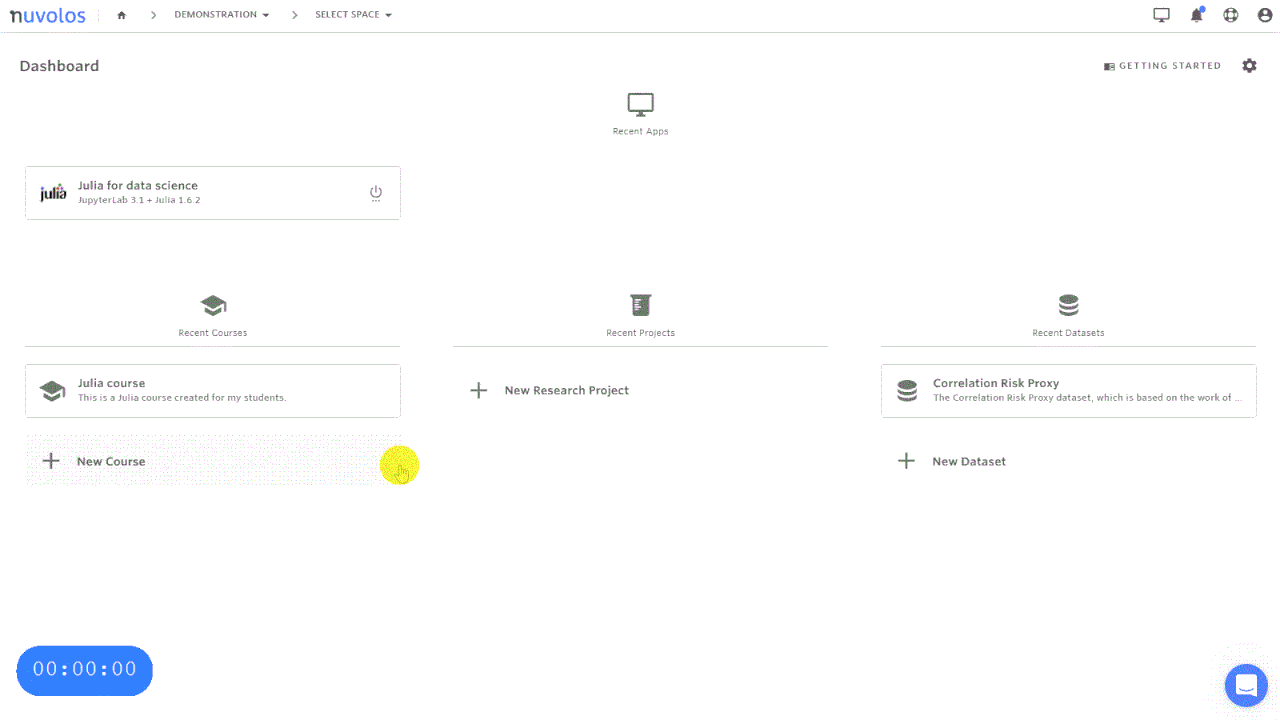 nuvolos
DEMONSTRATION
SELECT SPACE
Dashboard
GETTING STARTED
Recent Apps
julia
Julia for data science
JupyterLab 3.1 + Julia 1.6.2
Recent Courses
Recent Projects
Recent Datasets
Julia course
This is a Julia course created for my students.
New Research Project
Correlation Risk Proxy
The Correlation Risk Proxy dataset, which is based on the work of ...
New Course
New Dataset
00:00:00